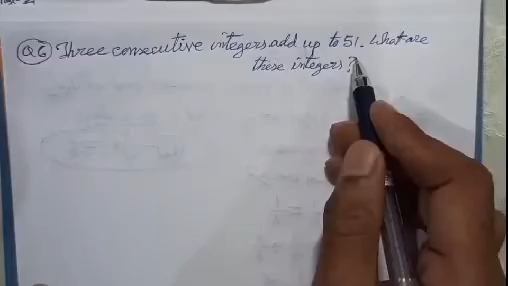 Q6 Three consecutive integers add up to 51. What are
these integers?